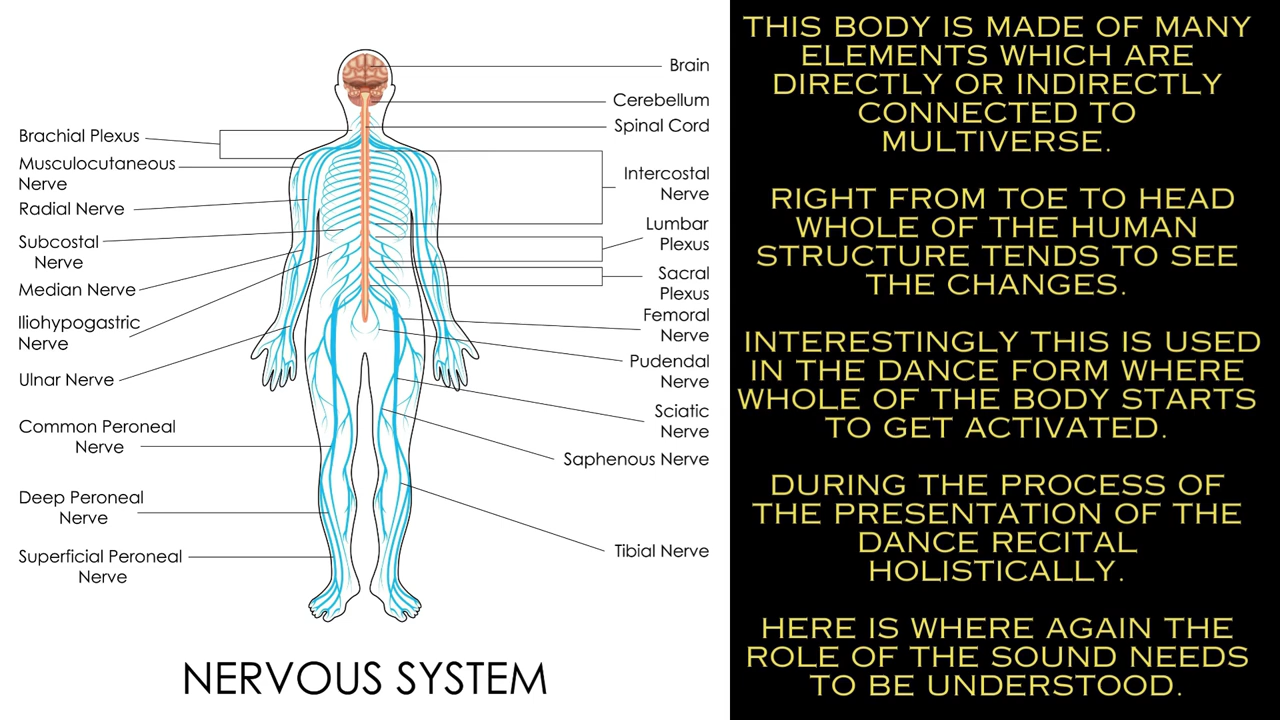 Brain
Cerebellum
Spinal Cord
Intercostal
Nerve
Lumbar
Plexus
Sacral
Plexus
Femoral
Nerve
Pudendal
Nerve
Sciatic
Nerve
Saphenous Nerve
Tibial Nerve
Brachial Plexus
Musculocutaneous
Nerve
Radial Nerve
Subcostal
Nerve
Median Nerve
Iliohypogastric
Nerve
Ulnar Nerve
Common Peroneal
Nerve
Deep Peroneal
Nerve
Superficial Peroneal
Nerve
NERVOUS SYSTEM
THIS BODY IS MADE OF MANY
ELEMENTS WHICH ARE
DIRECTLY OR INDIRECTLY
CONNECTED TO
MULTIVERSE.
RIGHT FROM TOE TO HEAD
WHOLE OF THE HUMAN
STRUCTURE TENDS TO SEE
THE CHANGES.
INTERESTINGLY THIS IS USED
IN THE DANCE FORM WHERE
WHOLE OF THE BODY STARTS
TO GET ACTIVATED.
DURING THE PROCESS OF
THE PRESENTATION OF THE
DANCE RECITAL
HOLISTICALLY.
HERE IS WHERE AGAIN THE
ROLE OF THE SOUND NEEDS
TO BE UNDERSTOOD.